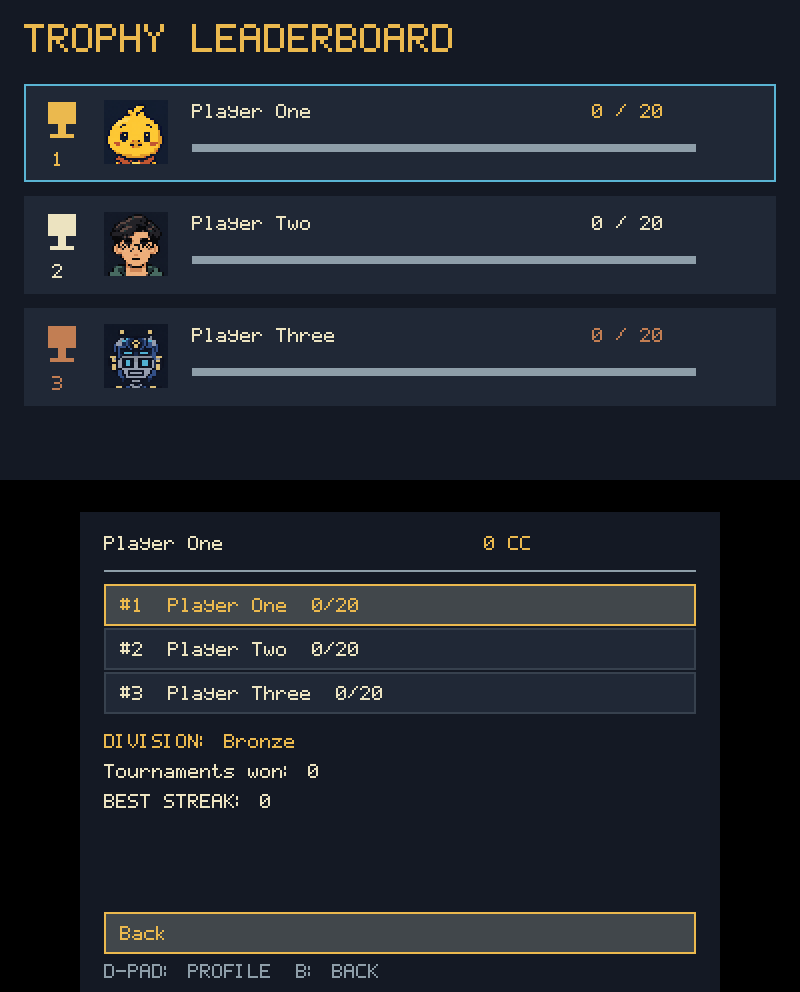 TROPHY LEADERBOARD
Player One 0 / 20
1
Player Two 0 / 20
2
Player Three 0 / 20
3
Player One 0 CC
#1 Player One 0/20
#2 Player Two 0/20
#3 Player Three 0/20
DIVISION: Bronze
Tournaments won: 0
BEST STREAK: 0
Back
D-PAD: PROFILE B: BACK